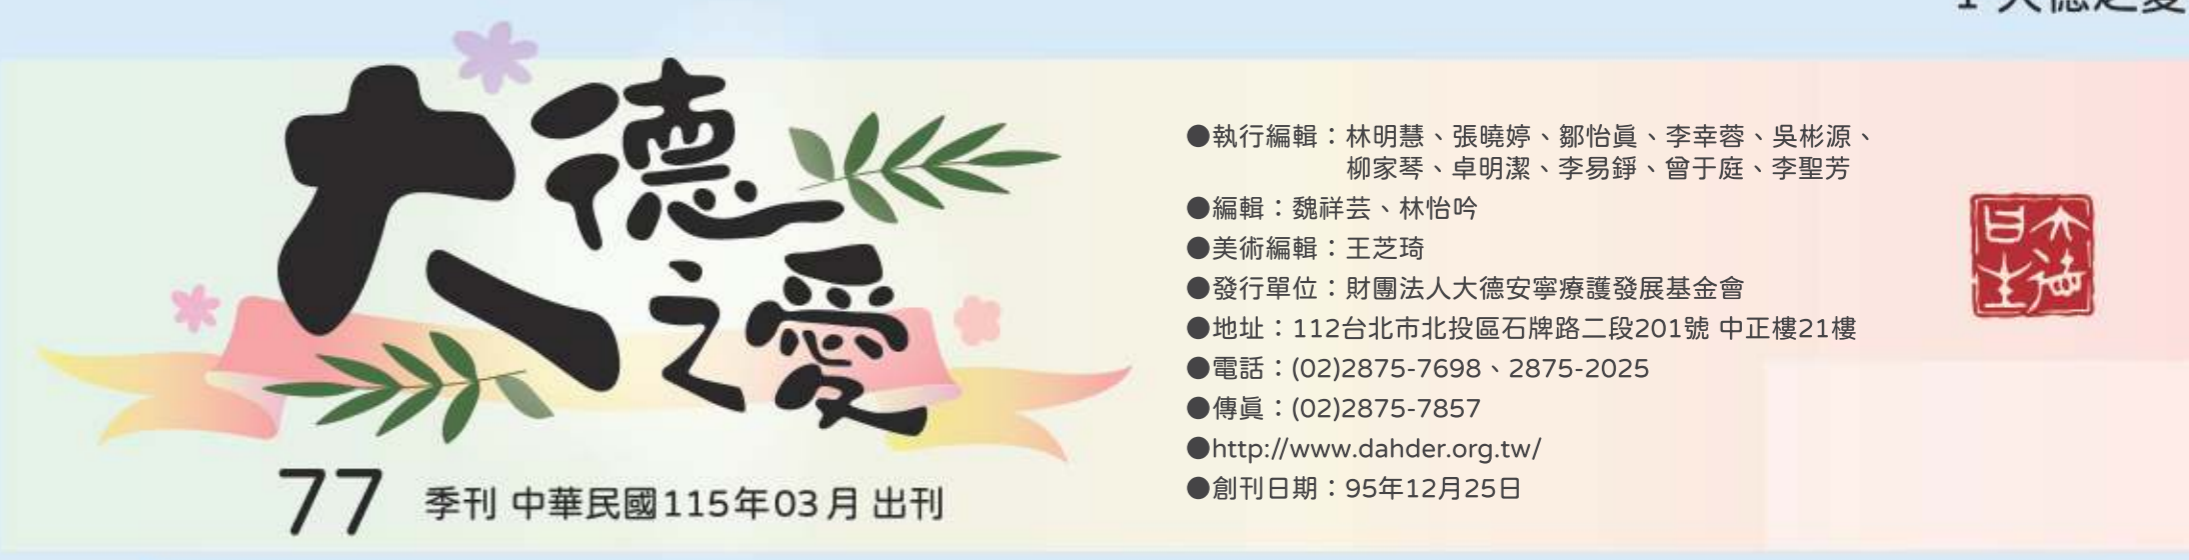 1 大德之愛
大德之愛
77 季刊 中華民國115年03月 出刊
●執行編輯：林明慧、張曉婷、鄒怡眞、李幸蓉、吳彬源、
柳家琴、卓明潔、李易錚、曾于庭、李聖芳
●編輯：魏祥芸、林怡吟
●美術編輯：王芝琦
●發行單位：財團法人大德安寧療護發展基金會
●地址：112台北市北投區石牌路二段201號 中正樓21樓
●電話：(02)2875-7698、2875-2025
●傳眞：(02)2875-7857
●http://www.dahder.org.tw/
●創刊日期：95年12月25日